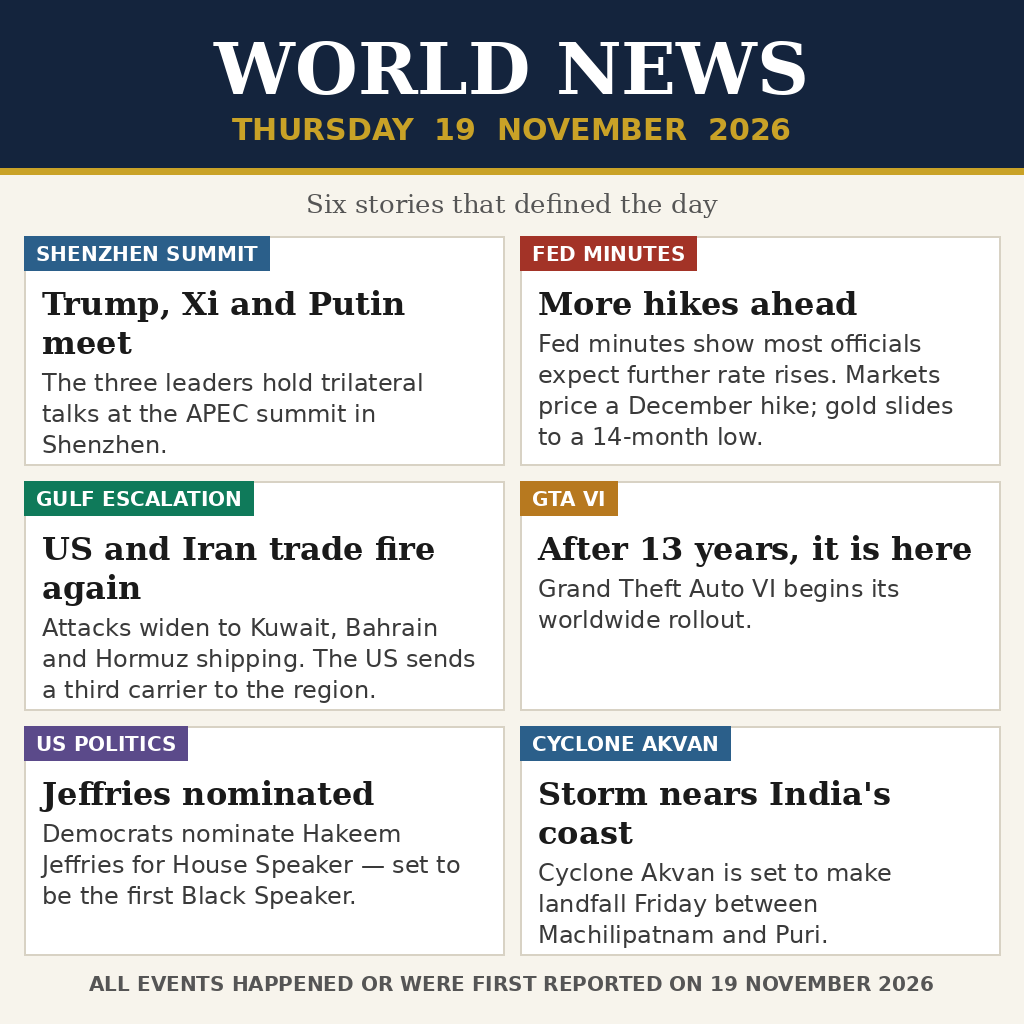 WORLD NEWS
THURSDAY 19 NOVEMBER 2026
Six stories that defined the day
SHENZHEN SUMMIT
Trump, Xi and Putin
meet
The three leaders hold trilateral
talks at the APEC summit in
Shenzhen.
FED MINUTES
More hikes ahead
Fed minutes show most officials
expect further rate rises. Markets
price a December hike; gold slides
to a 14-month low.
GULF ESCALATION
US and Iran trade fire
again
Attacks widen to Kuwait, Bahrain
and Hormuz shipping. The US sends
a third carrier to the region.
GTA VI
After 13 years, it is here
Grand Theft Auto VI begins its
worldwide rollout.
US POLITICS
Jeffries nominated
Democrats nominate Hakeem
Jeffries for House Speaker — set to
be the first Black Speaker.
CYCLONE AKVAN
Storm nears India's
coast
Cyclone Akvan is set to make
landfall Friday between
Machilipatnam and Puri.
ALL EVENTS HAPPENED OR WERE FIRST REPORTED ON 19 NOVEMBER 2026